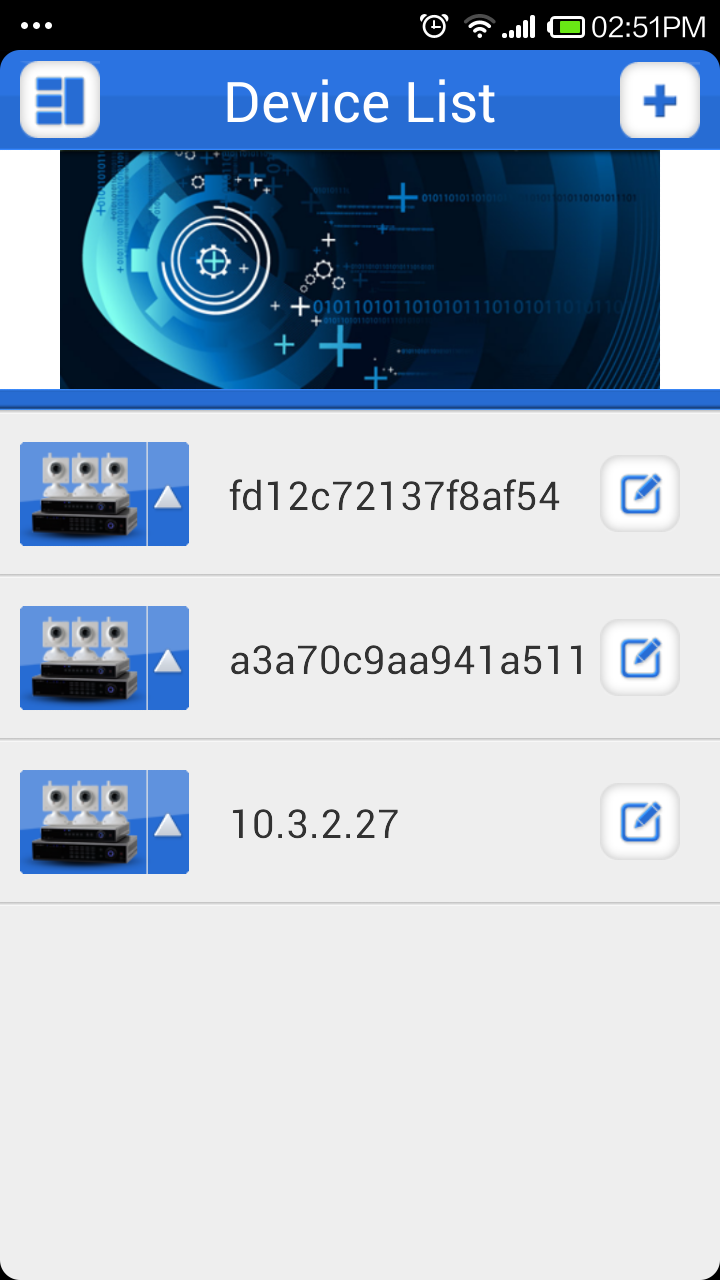 02:51PM
Device List
fd12c72137f8af54
a3a70c9aa941a511
10.3.2.27